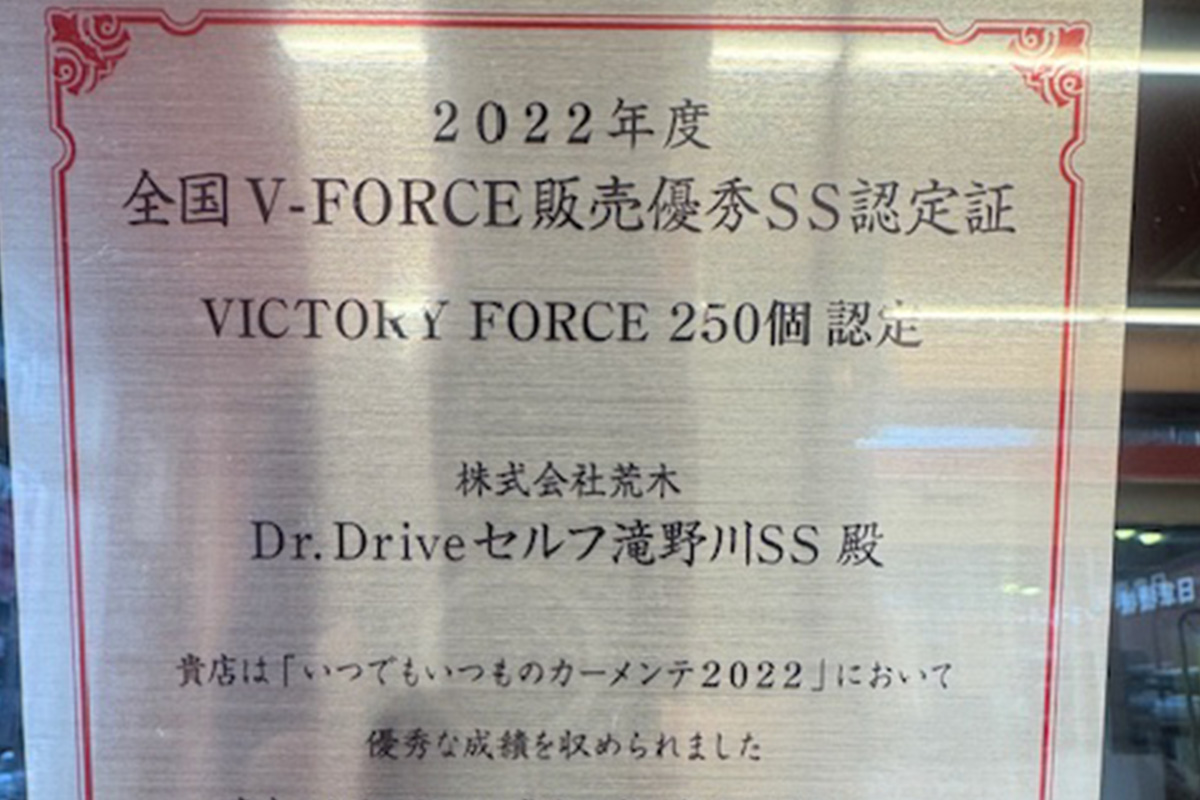 2022年度
全国V-FORCE販売優秀SS認定証
VICTORY FORCE 250個 認定
株式会社荒木
Dr.Driveセルフ滝野川SS 殿
貴店は「いつでもいつものカーメンテ2022」において
優秀な成績を収められました